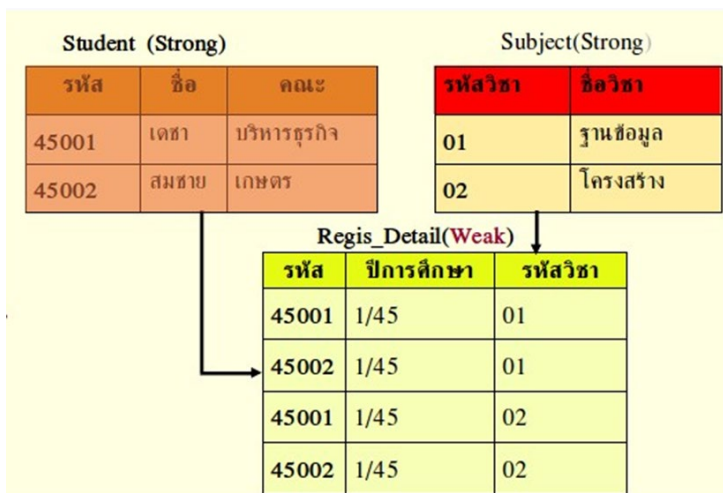 Student (Strong)
รหัส ชื่อ คณะ
45001 เดชา บริหารธุรกิจ
45002 สมชาย เกษตร
Subject(Strong)
รหัสวิชา ชื่อวิชา
01 ฐานข้อมูล
02 โครงสร้าง
Regis_Detail(Weak)
รหัส ปีการศึกษา รหัสวิชา
45001 1/45 01
45002 1/45 01
45001 1/45 02
45002 1/45 02